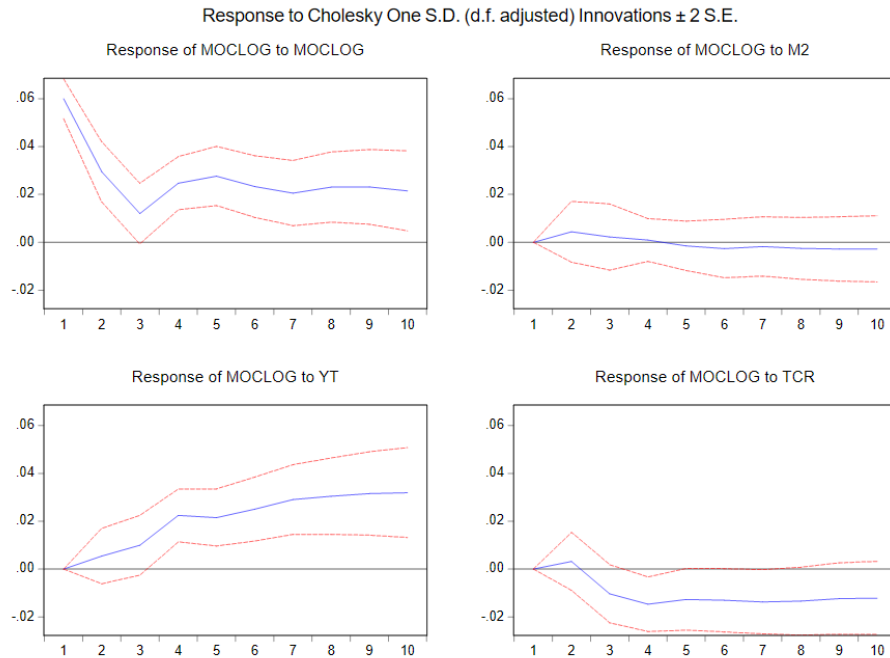 Response to Cholesky One S.D. (d.f. adjusted) Innovations ± 2 S.E.
Response of MOCLOG to MOCLOG
.06
.04
.02
.00
-.02
1 2 3 4 5 6 7 8 9 10
Response of MOCLOG to M2
.06
.04
.02
.00
-.02
1 2 3 4 5 6 7 8 9 10
Response of MOCLOG to YT
.06
.04
.02
.00
-.02
1 2 3 4 5 6 7 8 9 10
Response of MOCLOG to TCR
.06
.04
.02
.00
-.02
1 2 3 4 5 6 7 8 9 10